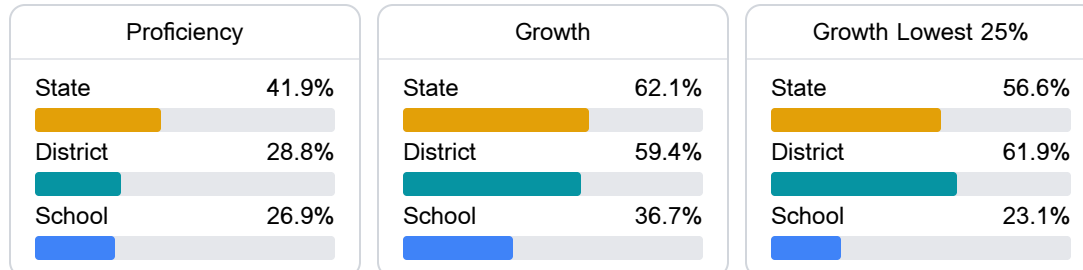 Proficiency
State 41.9%
District 28.8%
School 26.9%
Growth
State 62.1%
District 59.4%
School 36.7%
Growth Lowest 25%
State 56.6%
District 61.9%
School 23.1%